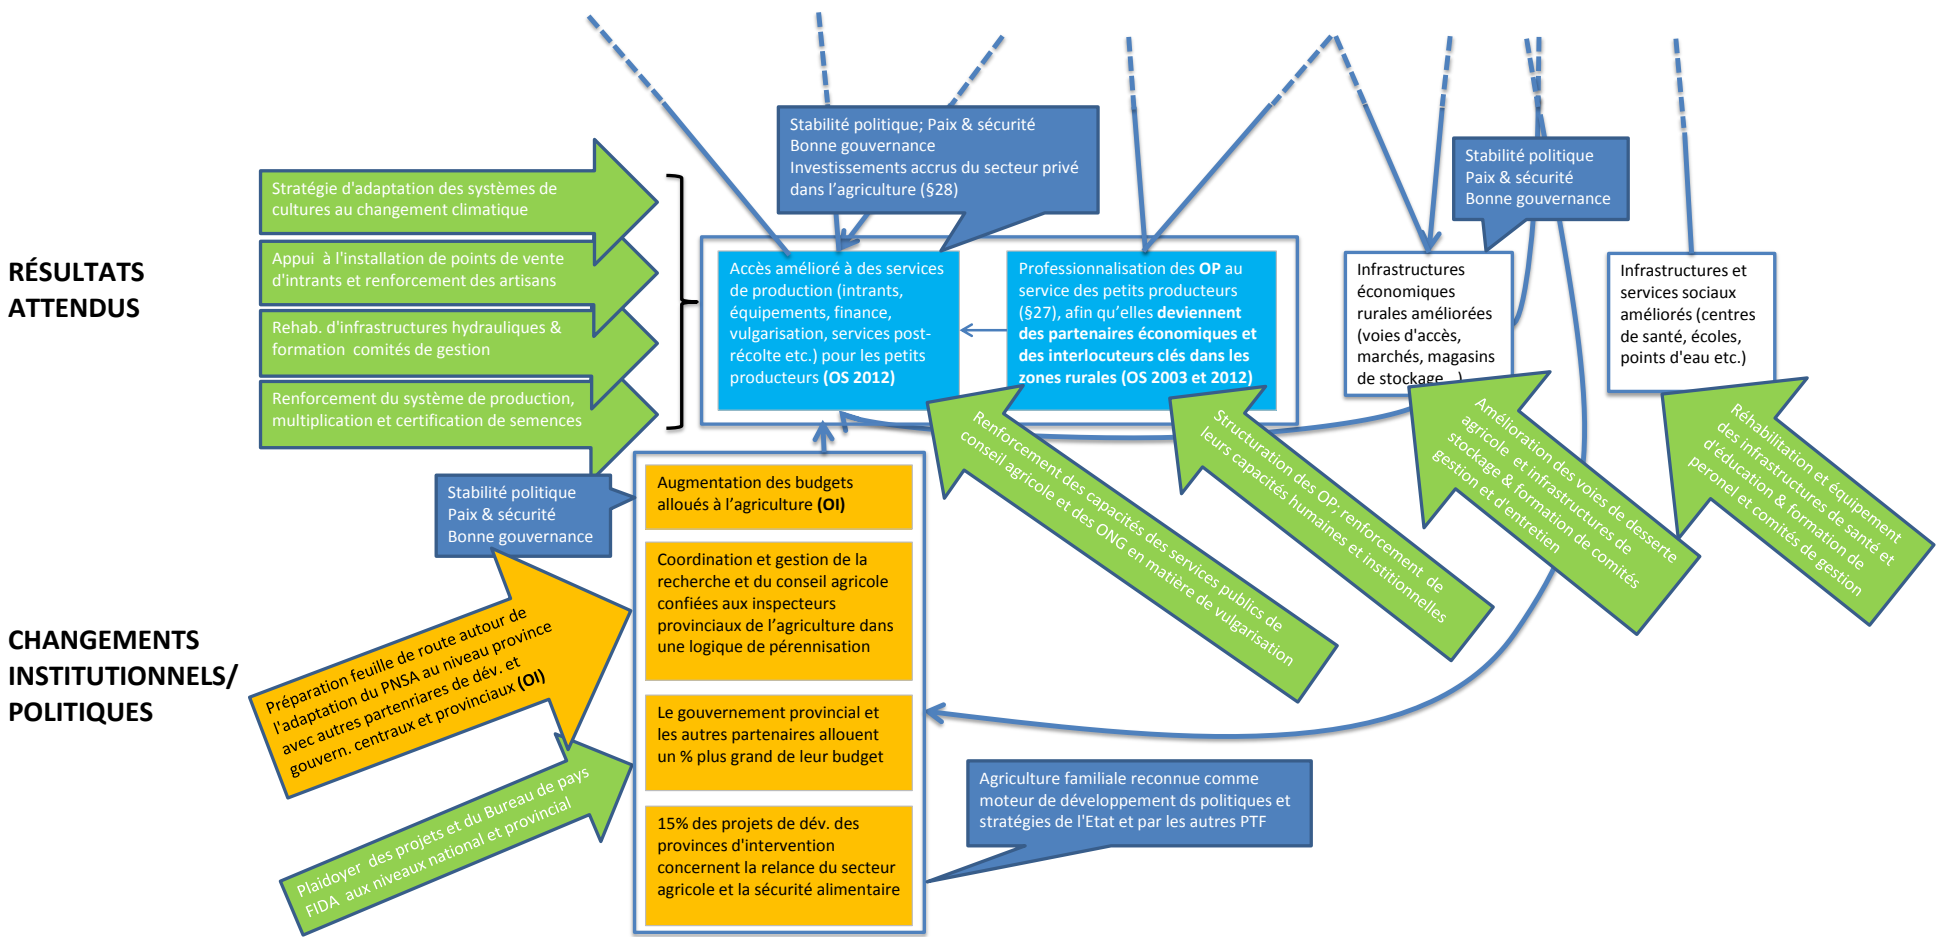 Stabilité politique; Paix & sécurité
Bonne gouvernance
Investissements accrus du secteur privé
dans l’agriculture (§28)
Stabilité politique
Paix & sécurité
Bonne gouvernance
RÉSULTATS
ATTENDUS
Stratégie d'adaptation des systèmes de
cultures au changement climatique
Appui à l'installation de points de vente
d'intrants et renforcement des artisans
Rehab. d'infrastructures hydrauliques &
formation comités de gestion
Renforcement du système de production,
multiplication et certification de semences
Accès amélioré à des services
de production (intrants,
équipements, finance,
vulgarisation, services post-
récolte etc.) pour les petits
producteurs (OS 2012)
Professionnalisation des OP au
service des petits producteurs
(§27), afin qu’elles deviennent
des partenaires économiques et
des interlocuteurs clés dans les
zones rurales (OS 2003 et 2012)
Infrastructures
économiques
rurales améliorées
(voies d'accès,
marchés, magasins
de stockage...)
Infrastructures et
services sociaux
améliorés (centres
de santé, écoles,
points d'eau etc.)
Renforcement des capacités des services publics de
conseil agricole et des ONG en matière de vulgarisation
Structuration des OP; renforcement de
leurs capacités humaines et institutionnelles
Amélioration des voies de desserte
agricole et infrastructures de
stockage & formation de comités
gestion et d'entretien
Réhabilitation et équipement
des infrastructures de santé et
d'éducation & formation de
peronel et comités de gestion
Stabilité politique
Paix & sécurité
Bonne gouvernance
CHANGEMENTS
INSTITUTIONNELS/
POLITIQUES
Préparation feuille de route autour de
l'adaptation du PNSA au niveau province
avec autres partenriares de dév. et
gouvern. centraux et provinciaux (OI)
Plaidoyer des projets et du Bureau de pays
FIDA aux niveaux national et provincial
Augmentation des budgets
alloués à l’agriculture (OI)
Coordination et gestion de la
recherche et du conseil agricole
confiées aux inspecteurs
provinciaux de l’agriculture dans
une logique de pérennisation
Le gouvernement provincial et
les autres partenaires allouent
un % plus grand de leur budget
15% des projets de dév. des
provinces d'intervention
concernent la relance du secteur
agricole et la sécurité alimentaire
Agriculture familiale reconnue comme
moteur de développement ds politiques et
stratégies de l'Etat et par les autres PTF